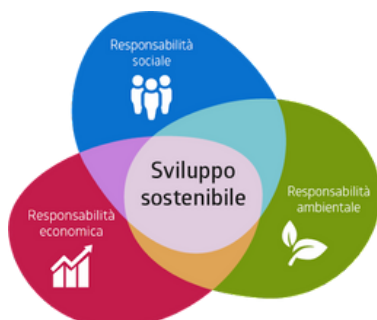 Responsabilità
sociale
Sviluppo
sostenibile
Responsabilità
ambientale
Responsabilità
economica